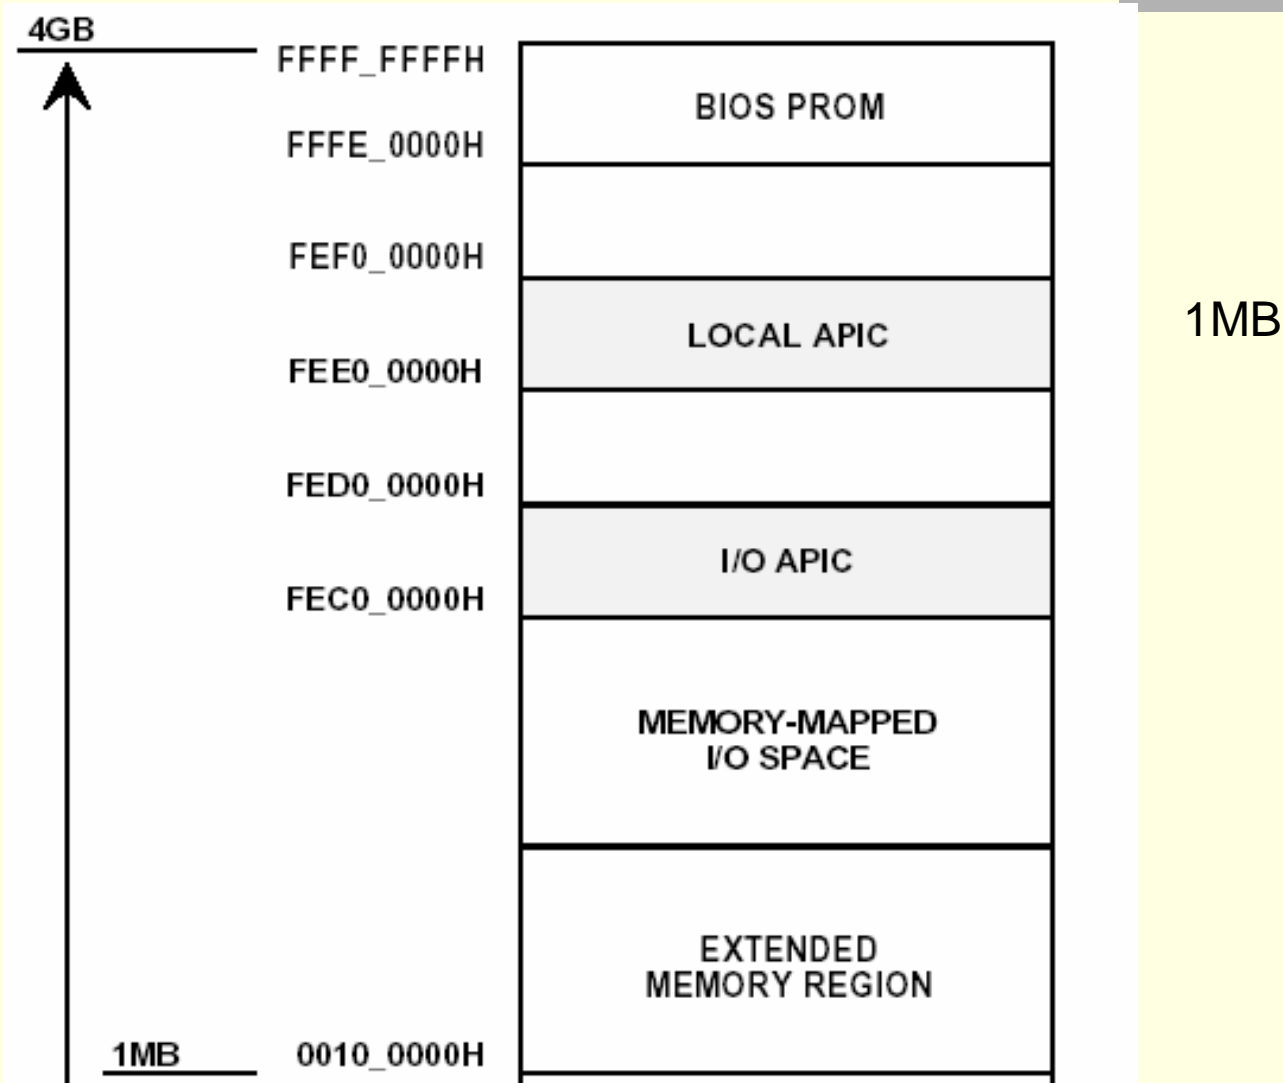 4GB
FFFF_FFFFH
BIOS PROM
FFFE_0000H
FEF0_0000H
LOCAL APIC
1MB
FEE0_0000H
FED0_0000H
I/O APIC
FEC0_0000H
MEMORY-MAPPED
I/O SPACE
EXTENDED
MEMORY REGION
1MB
0010_0000H